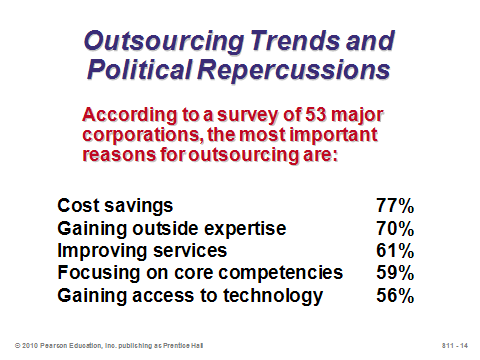 Outsourcing Trends and
Political Repercussions
According to a survey of 53 major
corporations, the most important
reasons for outsourcing are:
Cost savings 77%
Gaining outside expertise 70%
Improving services 61%
Focusing on core competencies 59%
Gaining access to technology 56%
© 2010 Pearson Education, Inc. publishing as Prentice Hall 811 - 14